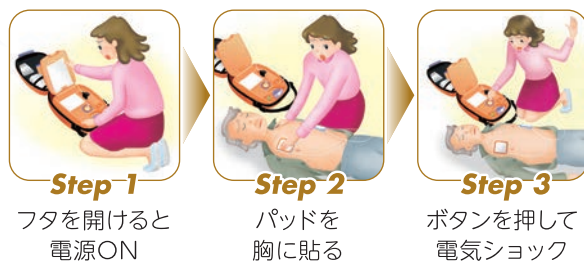 Step 1
フタを開けると
電源ON
Step 2
パッドを
胸に貼る
Step 3
ボタンを押して
電気ショック